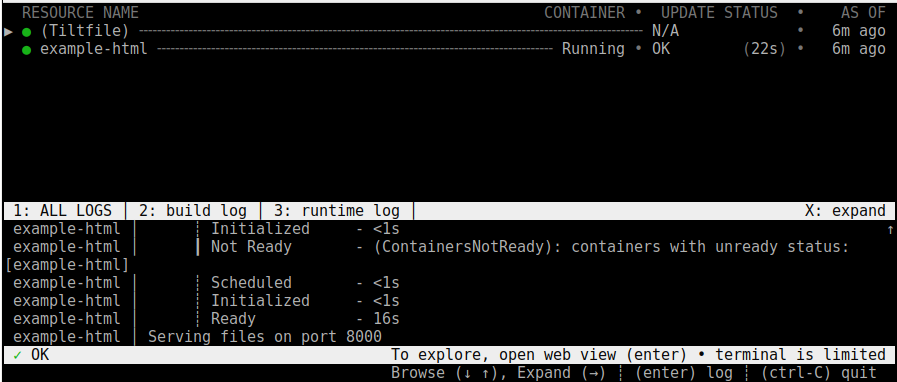 RESOURCE NAME CONTAINER • UPDATE STATUS • AS OF
▶ ● (Tiltfile) N/A • 6m ago
● example-html Running • OK (22s) • 6m ago
1: ALL LOGS │ 2: build log │ 3: runtime log │ X: expand
example-html │ ┊ Initialized - <1s ↑
example-html │ ┃ Not Ready - (ContainersNotReady): containers with unready status:
[example-html]
example-html │ ┊ Scheduled - <1s
example-html │ ┊ Initialized - <1s
example-html │ ┊ Ready - 16s
example-html │ Serving files on port 8000
✓ OK To explore, open web view (enter) • terminal is limited
Browse (↓ ↑), Expand (→) ┊ (enter) log ┊ (ctrl-C) quit